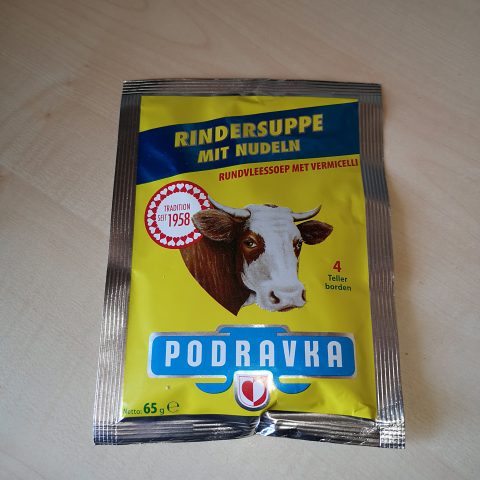 RINDERSUPPE
MIT NUDELN
RUNDVLEESSOEP MET VERMICELLI
TRADITION
SEIT 1958
4
Teller
borden
PODRAVKA
Netto: 65 g ℮